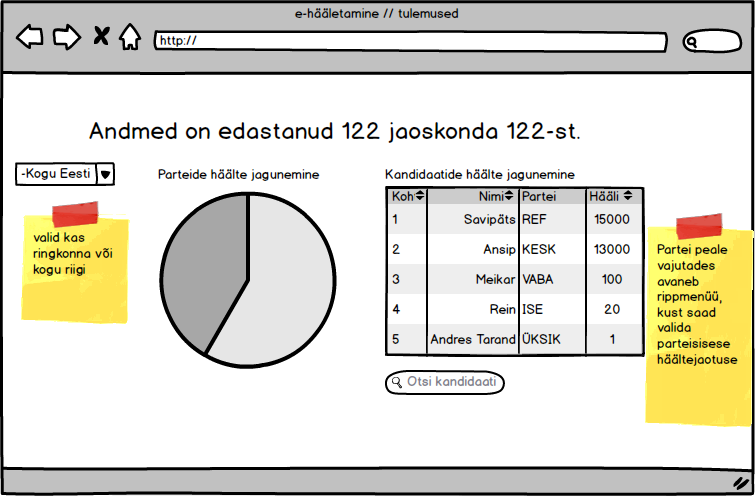 e-hääletamine // tulemused
http://
Andmed on edastanud 122 jaoskonda 122-st.
-Kogu Eesti
Parteide häälte jagunemine
Kandidaatide häälte jagunemine
valid kas
ringkonna või
kogu riigi
Koh Nimi Partei Hääli
1 Savipäts REF 15000
2 Ansip KESK 13000
3 Meikar VABA 100
4 Rein ISE 20
5 Andres Tarand ÜKSIK 1
Otsi kandidaati
Partei peale
vajutades
avaneb
rippmenüü,
kust saad
valida
parteisisese
häältejaotuse